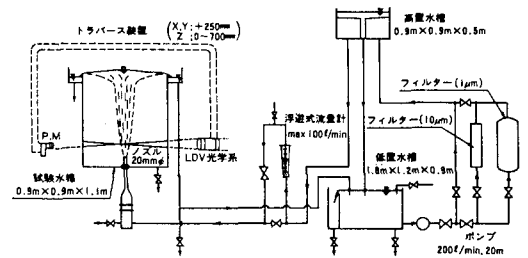 トラバース装置
(X,Y;+250mm
Z;0~700mm)
高置水槽
0.9m×0.9m×0.5m
フィルター(1μm)
フィルター(10μm)
浮遊式流量計
max100ℓ/min
P.M
ノズル
20mmφ
LDV光学系
低置水槽
1.8m×1.2m×0.9m
試験水槽
0.9m×0.9m×1.1m
ポンプ
200ℓ/min,20m